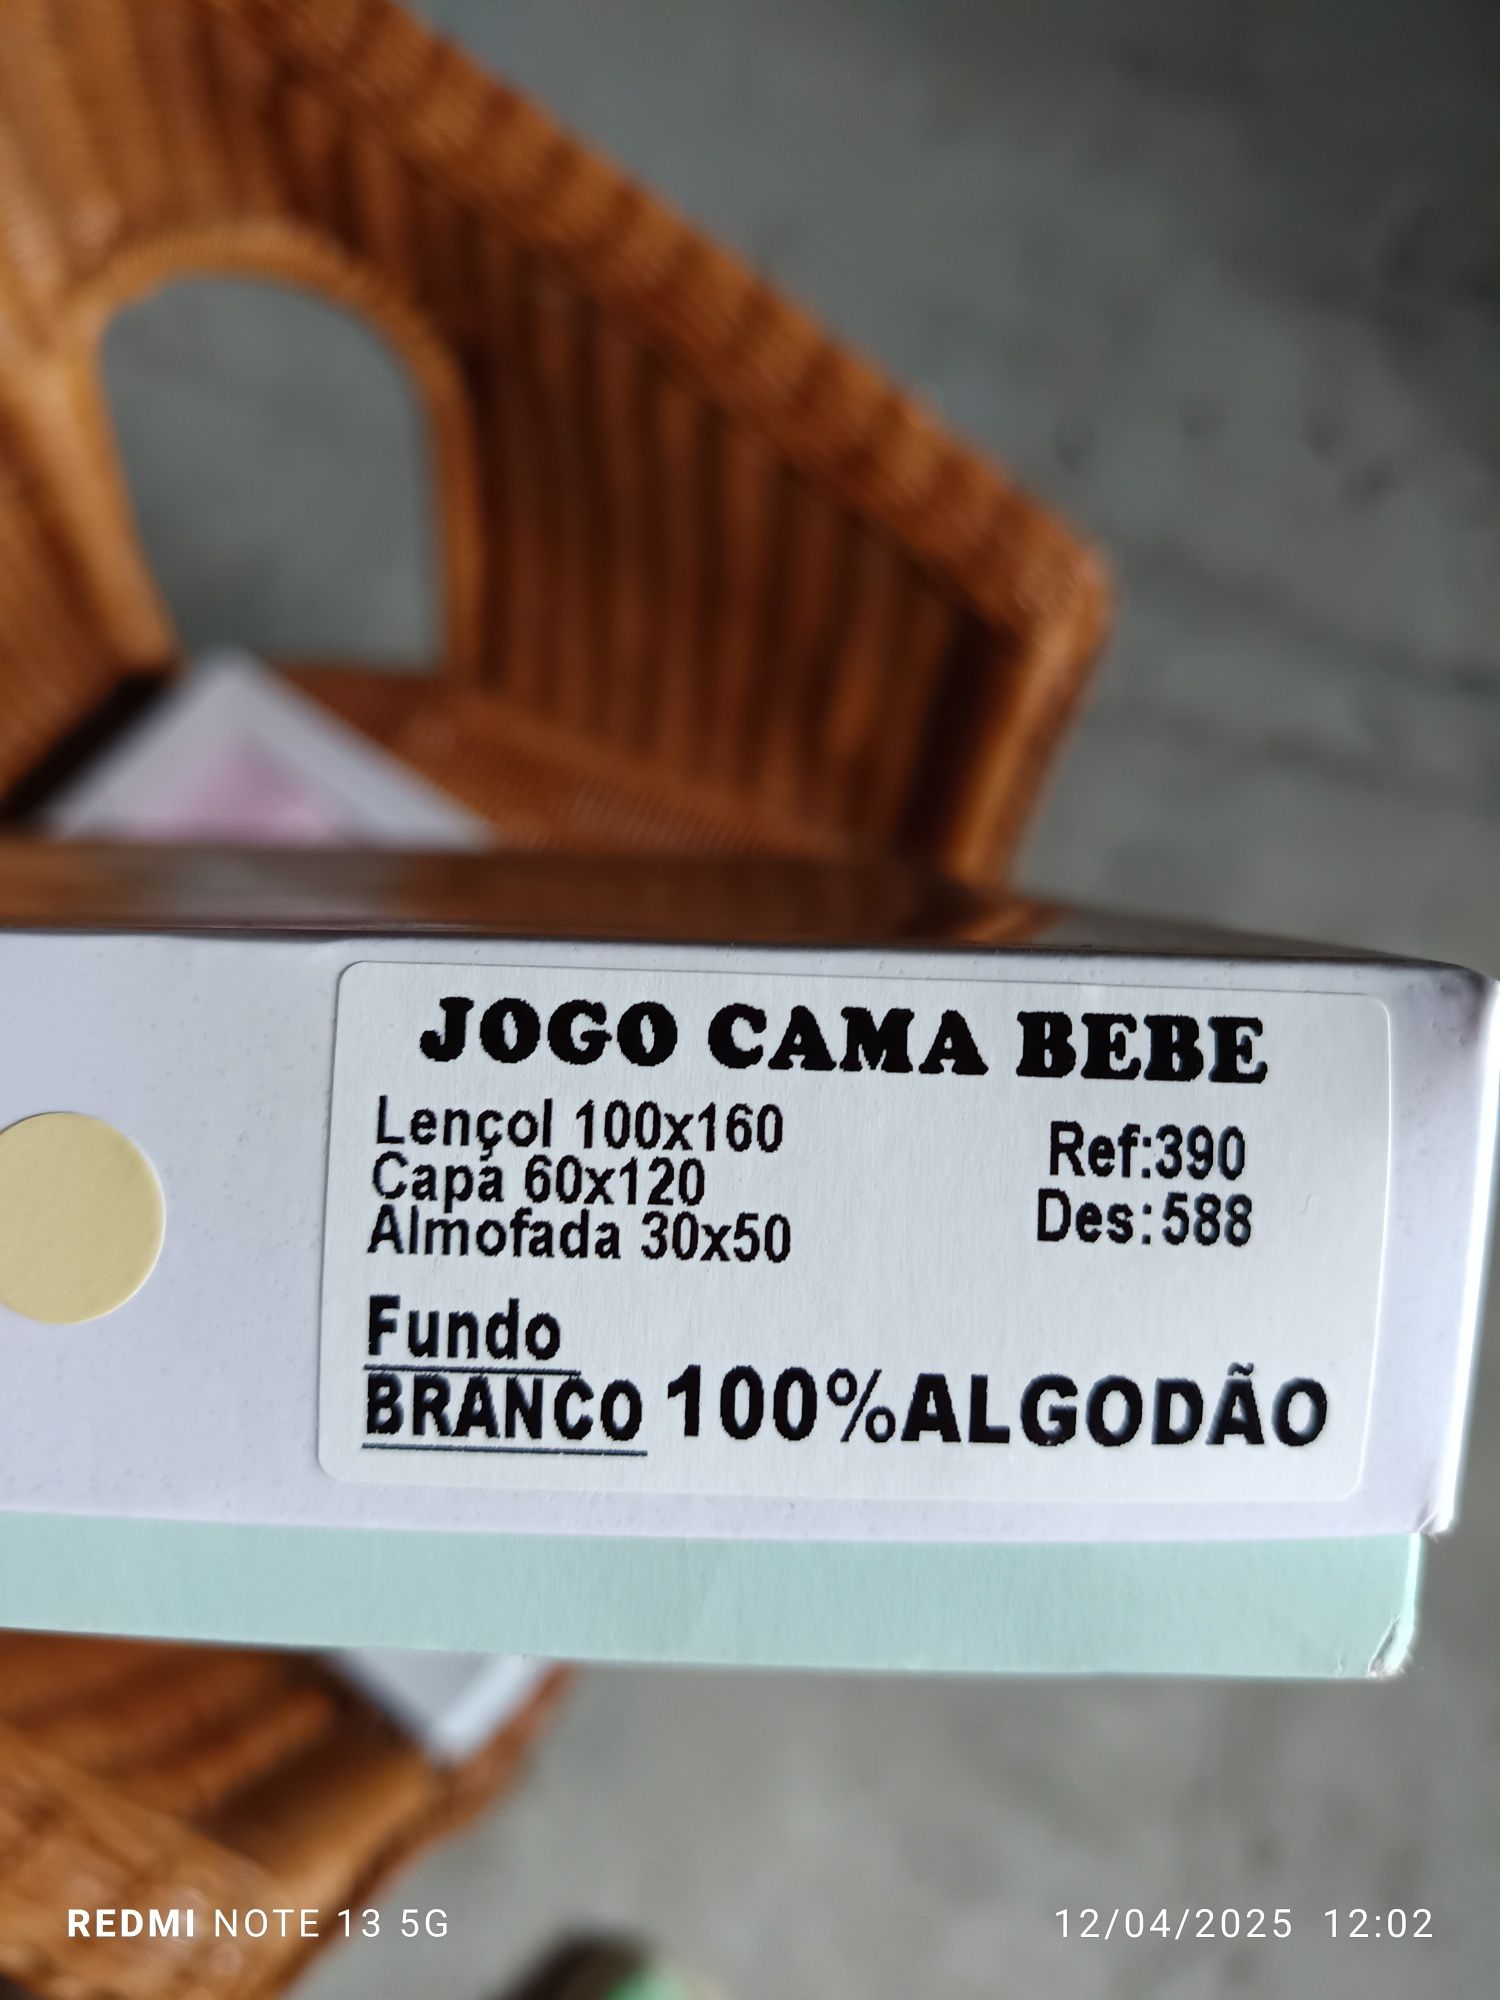 JOGO CAMA BEBE
Lençol 100x160
Capa 60x120
Almofada 30x50
Ref:390
Des:588
Fundo
BRANCO 100%ALGODÃO
REDMI NOTE 13 5G
12/04/2025 12:02